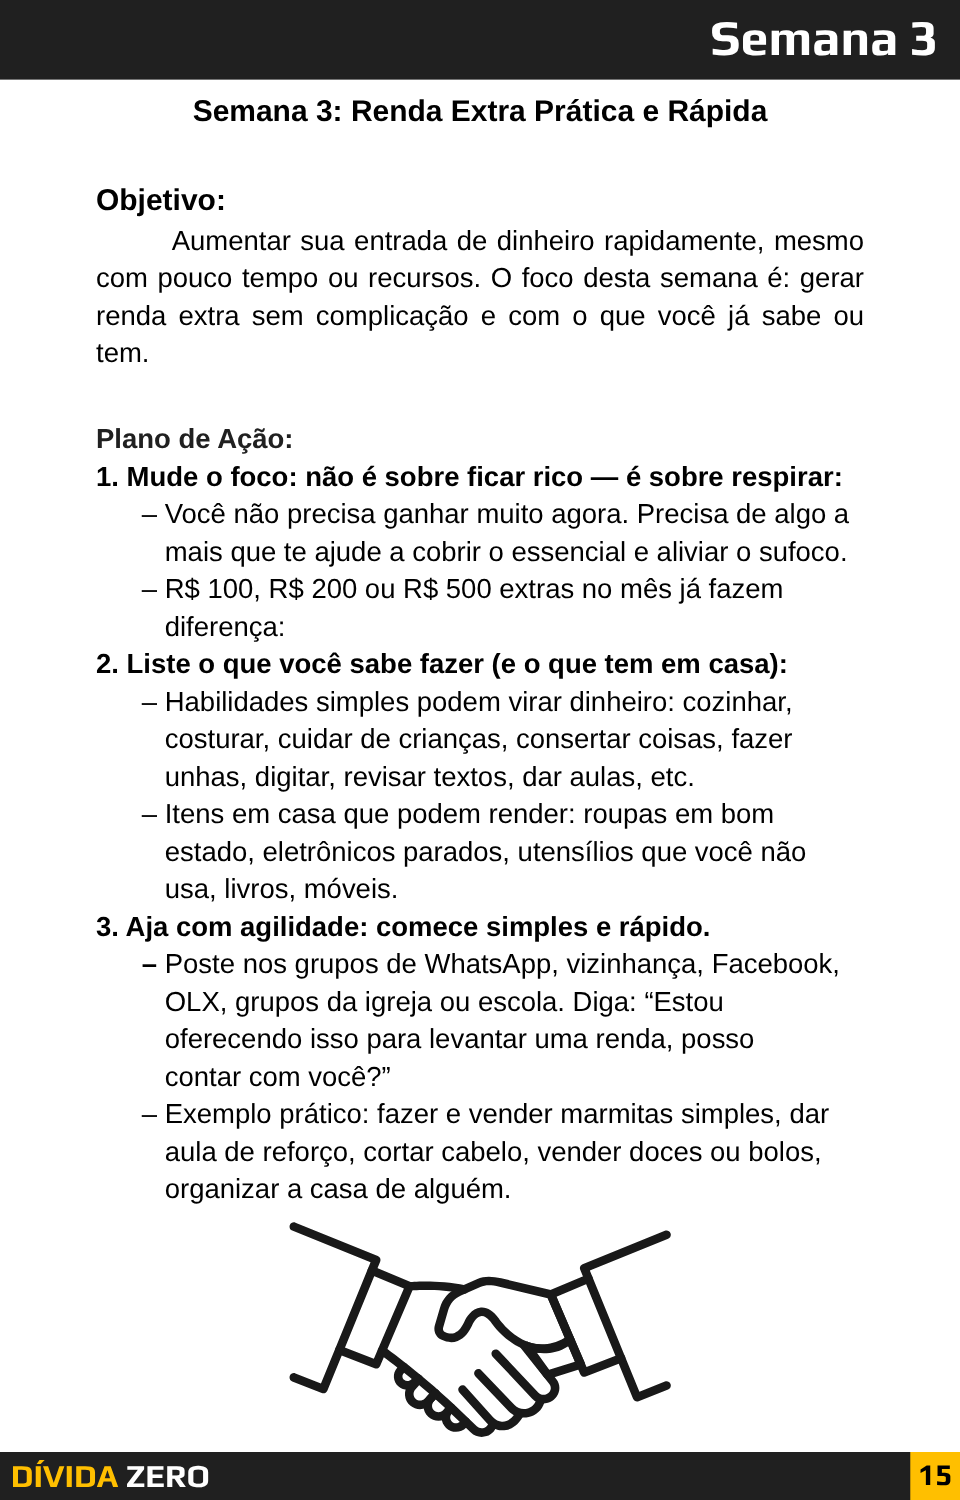 Semana 3
Semana 3: Renda Extra Prática e Rápida
Objetivo:
Aumentar sua entrada de dinheiro rapidamente, mesmo
com pouco tempo ou recursos. O foco desta semana é: gerar
renda extra sem complicação e com o que você já sabe ou
tem.
Plano de Ação:
1. Mude o foco: não é sobre ficar rico — é sobre respirar:
– Você não precisa ganhar muito agora. Precisa de algo a
mais que te ajude a cobrir o essencial e aliviar o sufoco.
– R$ 100, R$ 200 ou R$ 500 extras no mês já fazem
diferença:
2. Liste o que você sabe fazer (e o que tem em casa):
– Habilidades simples podem virar dinheiro: cozinhar,
costurar, cuidar de crianças, consertar coisas, fazer
unhas, digitar, revisar textos, dar aulas, etc.
– Itens em casa que podem render: roupas em bom
estado, eletrônicos parados, utensílios que você não
usa, livros, móveis.
3. Aja com agilidade: comece simples e rápido.
– Poste nos grupos de WhatsApp, vizinhança, Facebook,
OLX, grupos da igreja ou escola. Diga: “Estou
oferecendo isso para levantar uma renda, posso
contar com você?”
– Exemplo prático: fazer e vender marmitas simples, dar
aula de reforço, cortar cabelo, vender doces ou bolos,
organizar a casa de alguém.
DÍVIDA ZERO
15